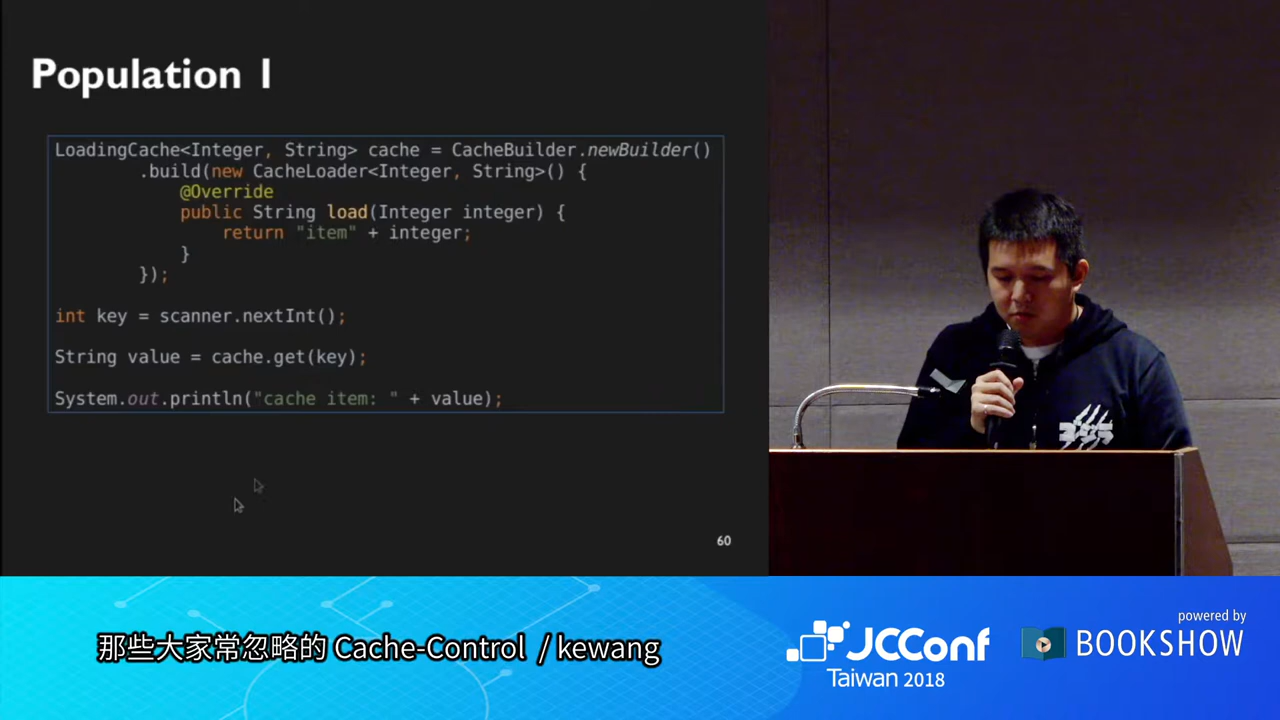 Population 1
LoadingCache<Integer, String> cache = CacheBuilder.newBuilder()
.build(new CacheLoader<Integer, String>() {
@Override
public String load(Integer integer) {
return "item" + integer;
}
});
int key = scanner.nextInt();
String value = cache.get(key);
System.out.println("cache item: " + value);
60
那些大家常忽略的 Cache-Control / kewang
JCConf
Taiwan 2018
powered by
BOOKSHOW